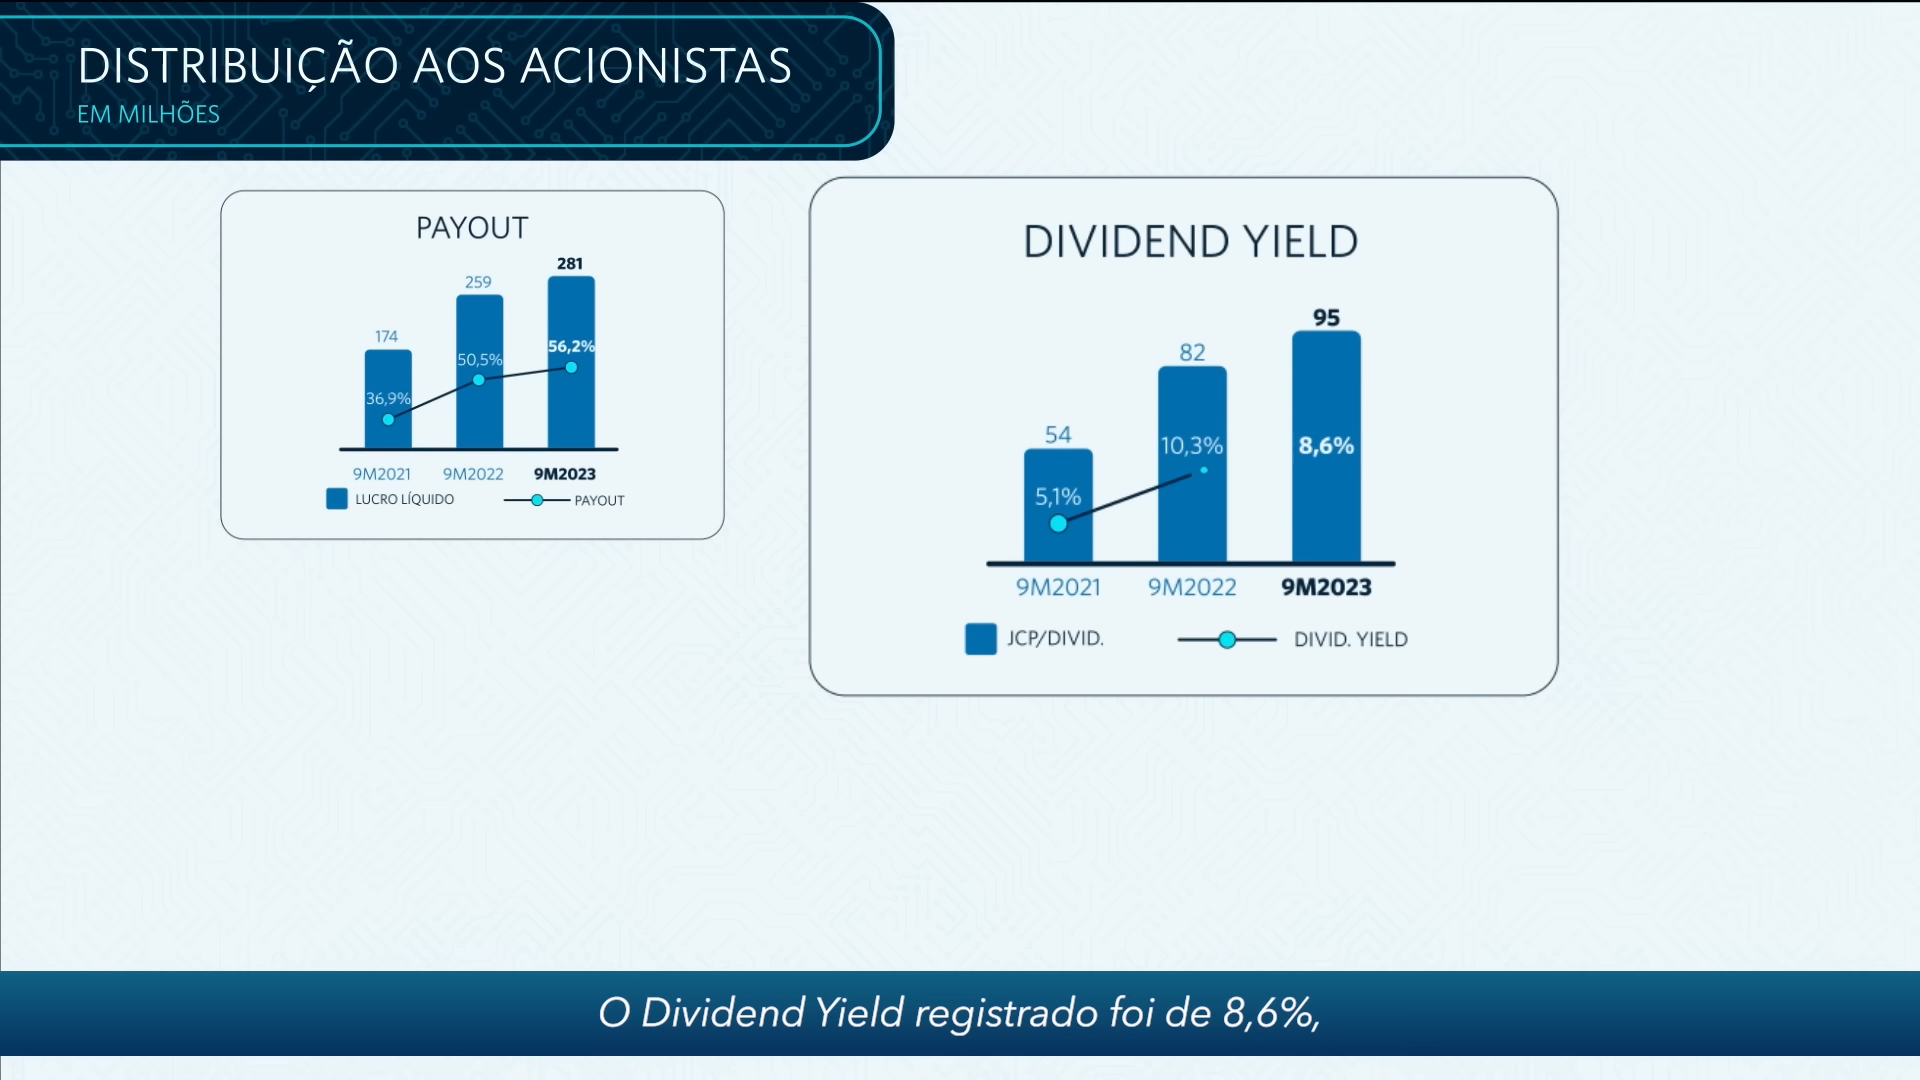 DISTRIBUIÇÃO AOS ACIONISTAS
EM MILHÕES
PAYOUT
174
259
281
36,9%
50,5%
56,2%
9M2021 9M2022 9M2023
LUCRO LÍQUIDO PAYOUT
DIVIDEND YIELD
54
82
95
5,1%
10,3%
8,6%
9M2021 9M2022 9M2023
JCP/DIVID. DIVID. YIELD
O Dividend Yield registrado foi de 8,6%,